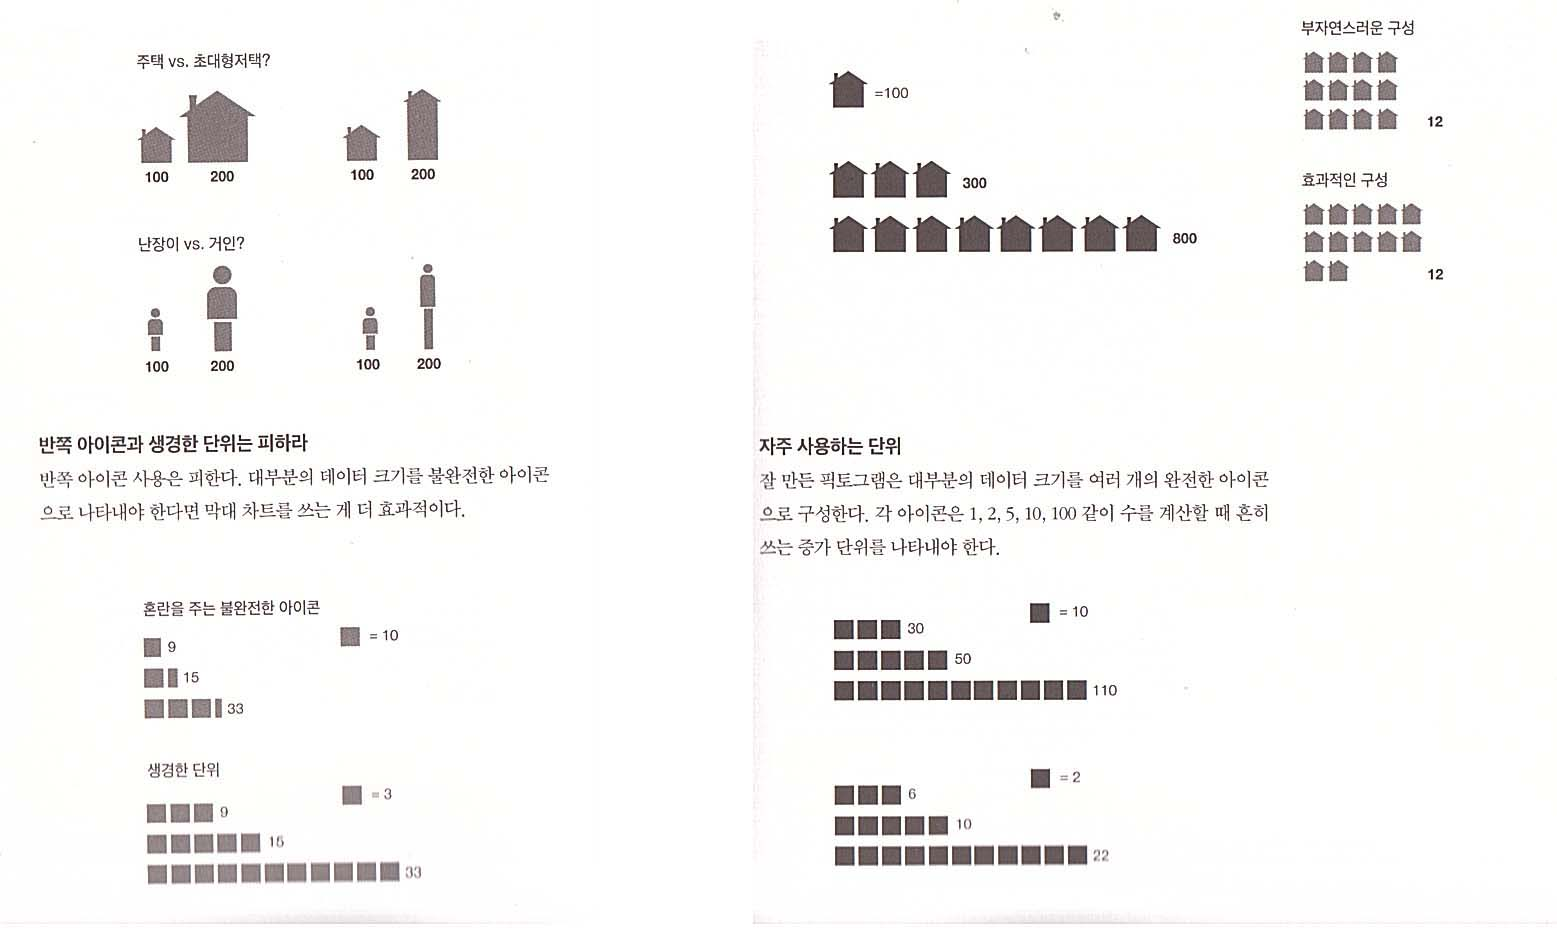 주택 vs. 초대형저택?
100 200 100 200
난장이 vs. 거인?
100 200 100 200
반쪽 아이콘과 생경한 단위는 피하라
반쪽 아이콘 사용은 피한다. 대부분의 데이터 크기를 불완전한 아이콘
으로 나타내야 한다면 막대 차트를 쓰는 게 더 효과적이다.
혼란을 주는 불완전한 아이콘
= 10
9
15
33
생경한 단위
= 3
9
15
33
=100
300
800
부자연스러운 구성
12
효과적인 구성
12
자주 사용하는 단위
잘 만든 픽토그램은 대부분의 데이터 크기를 여러 개의 완전한 아이콘
으로 구성한다. 각 아이콘은 1, 2, 5, 10, 100 같이 수를 계산할 때 흔히
쓰는 증가 단위를 나타내야 한다.
= 10
30
50
110
= 2
6
10
22